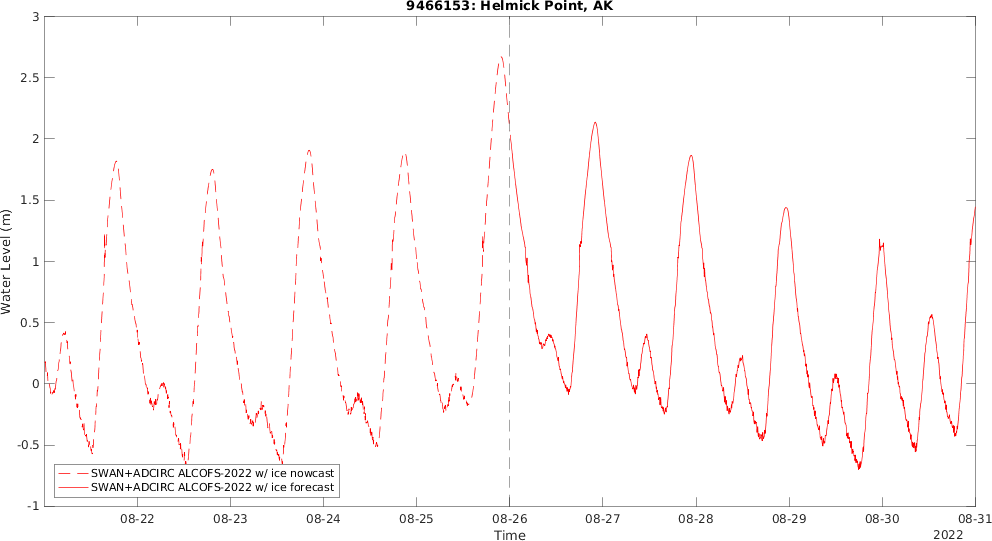 9466153: Helmick Point, AK
3
2.5
2
1.5
1
0.5
0
-0.5
-1
Water Level (m)
SWAN+ADCIRC ALCOFS-2022 w/ ice nowcast
SWAN+ADCIRC ALCOFS-2022 w/ ice forecast
08-22 08-23 08-24 08-25 08-26 08-27 08-28 08-29 08-30 08-31
Time
2022